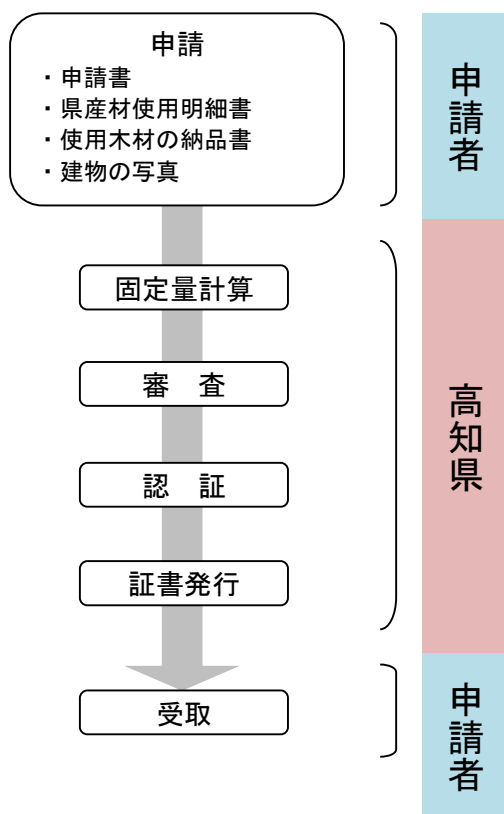 申請
・申請書
・県産材使用明細書
・使用木材の納品書
・建物の写真
申請者
固定量計算
審　査
認　証
証書発行
高知県
受取
申請者